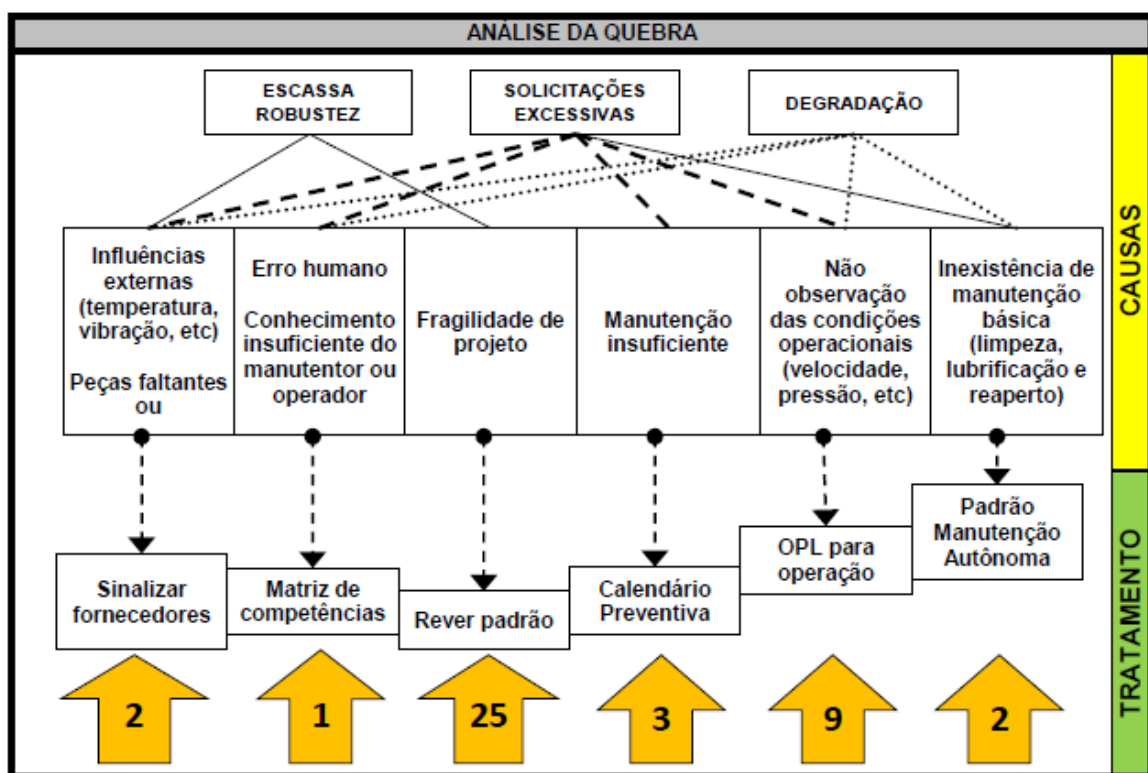 ANÁLISE DA QUEBRA
ESCASSA
ROBUSTEZ
SOLICITAÇÕES
EXCESSIVAS
DEGRADAÇÃO
CAUSAS
Influências
externas
(temperatura,
vibração, etc)
Peças faltantes
ou
Erro humano
Conhecimento
insuficiente do
manutentor ou
operador
Fragilidade de
projeto
Manutenção
insuficiente
Não
observação
das condições
operacionais
(velocidade,
pressão, etc)
Inexistência de
manutenção
básica
(limpeza,
lubrificação e
reaperto)
TRATAMENTO
Sinalizar
fornecedores
Matriz de
competências
Rever padrão
Calendário
Preventiva
OPL para
operação
Padrão
Manutenção
Autônoma
2
1
25
3
9
2